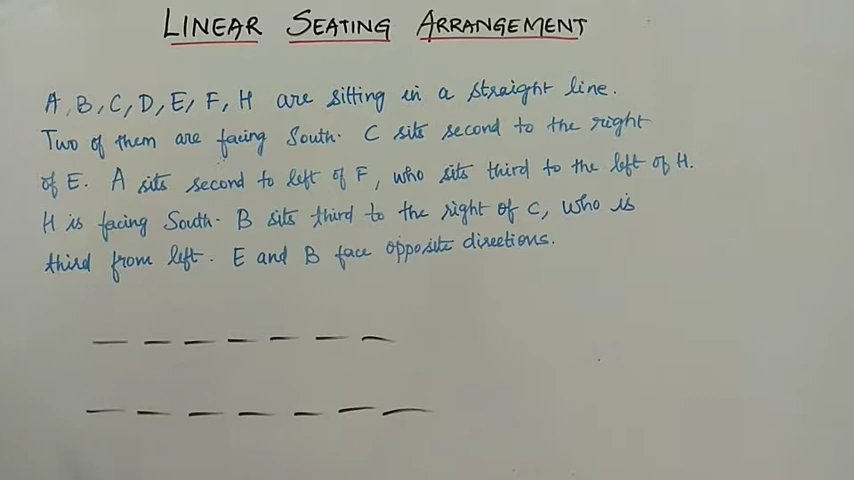 LINEAR SEATING ARRANGEMENT
A, B, C, D, E, F, H are sitting in a straight line.
Two of them are facing South. C sits second to the right
of E. A sits second to left of F, who sits third to the left of H.
H is facing South. B sits third to the right of C, who is
third from left. E and B face opposite directions.